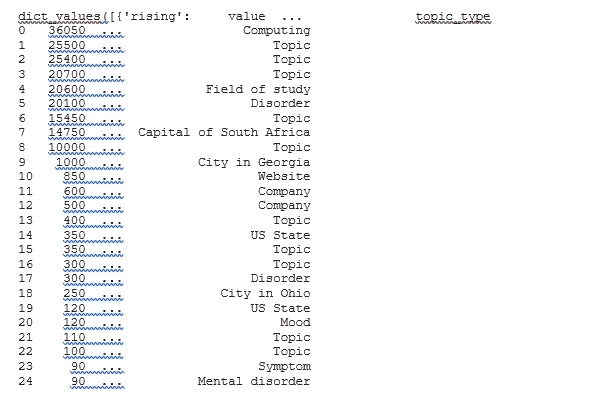 dict_values([{'rising': value ... topic_type
0 36050 ... Computing
1 25500 ... Topic
2 25400 ... Topic
3 20700 ... Topic
4 20600 ... Field of study
5 20100 ... Disorder
6 15450 ... Topic
7 14750 ... Capital of South Africa
8 10000 ... Topic
9 1000 ... City in Georgia
10 850 ... Website
11 600 ... Company
12 500 ... Company
13 400 ... Topic
14 350 ... US State
15 350 ... Topic
16 300 ... Topic
17 300 ... Disorder
18 250 ... City in Ohio
19 120 ... US State
20 120 ... Mood
21 110 ... Topic
22 100 ... Topic
23 90 ... Symptom
24 90 ... Mental disorder